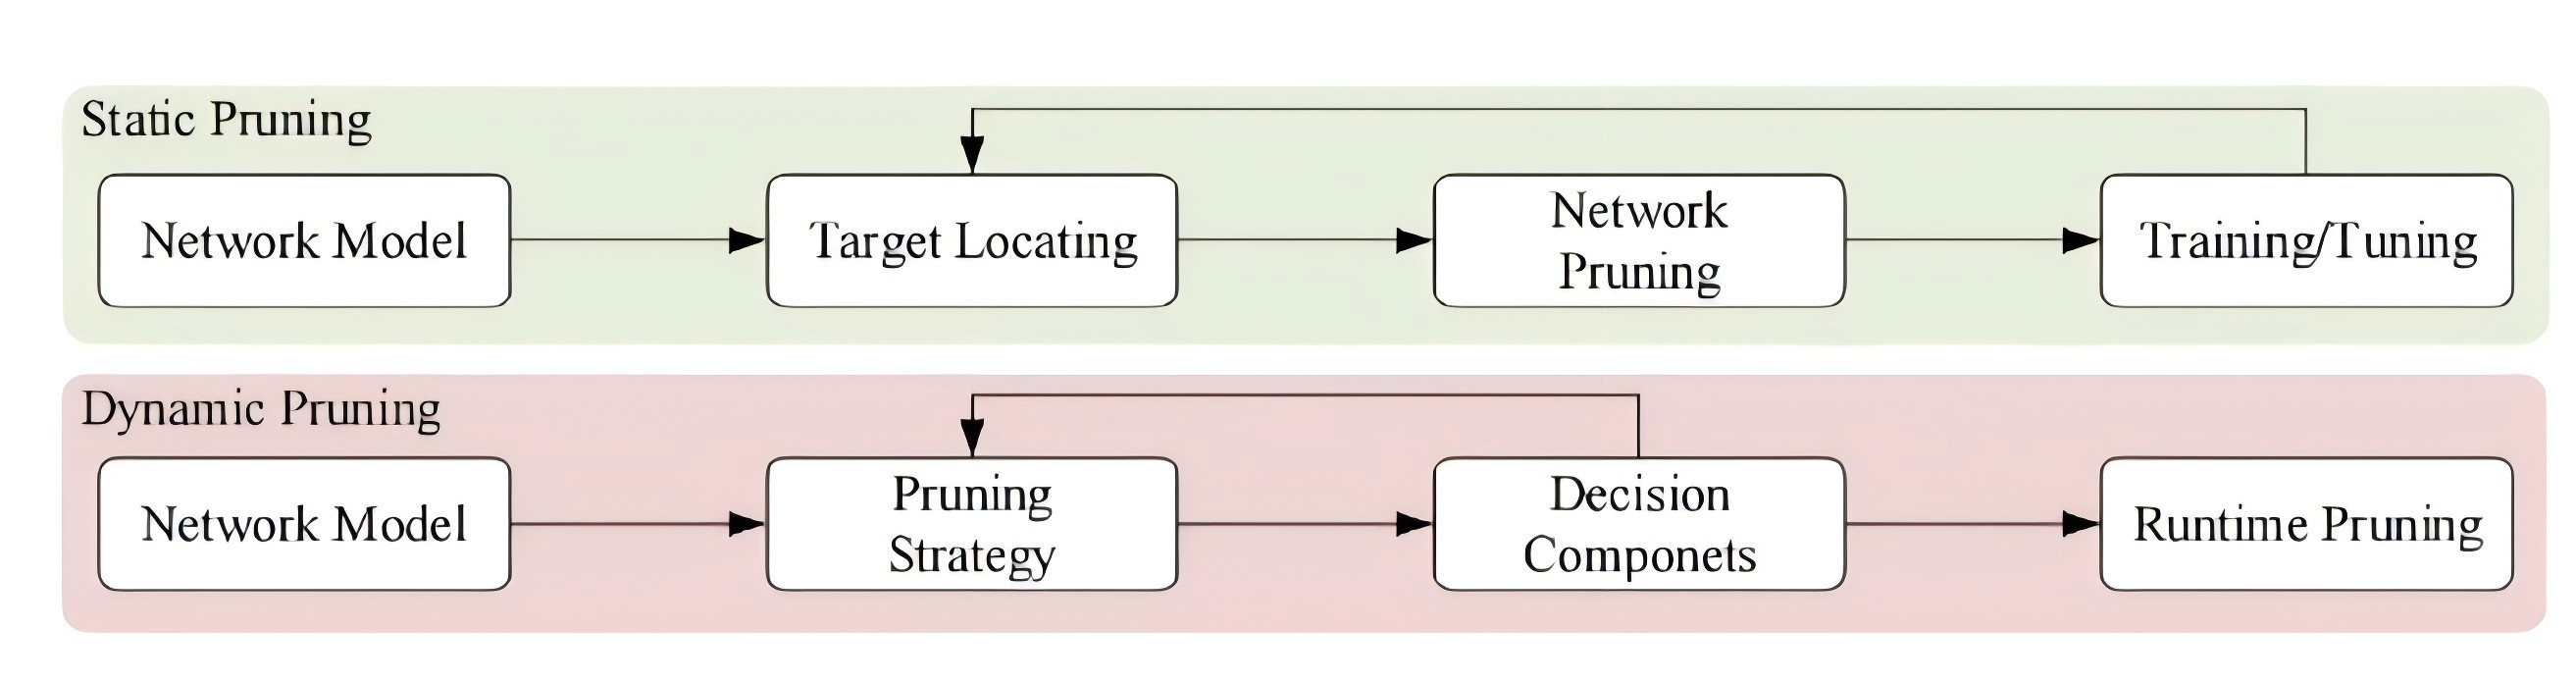 Static Pruning
Network Model
Target Locating
Network
Pruning
Training/Tuning
Dynamic Pruning
Network Model
Pruning
Strategy
Decision
Componets
Runtime Pruning